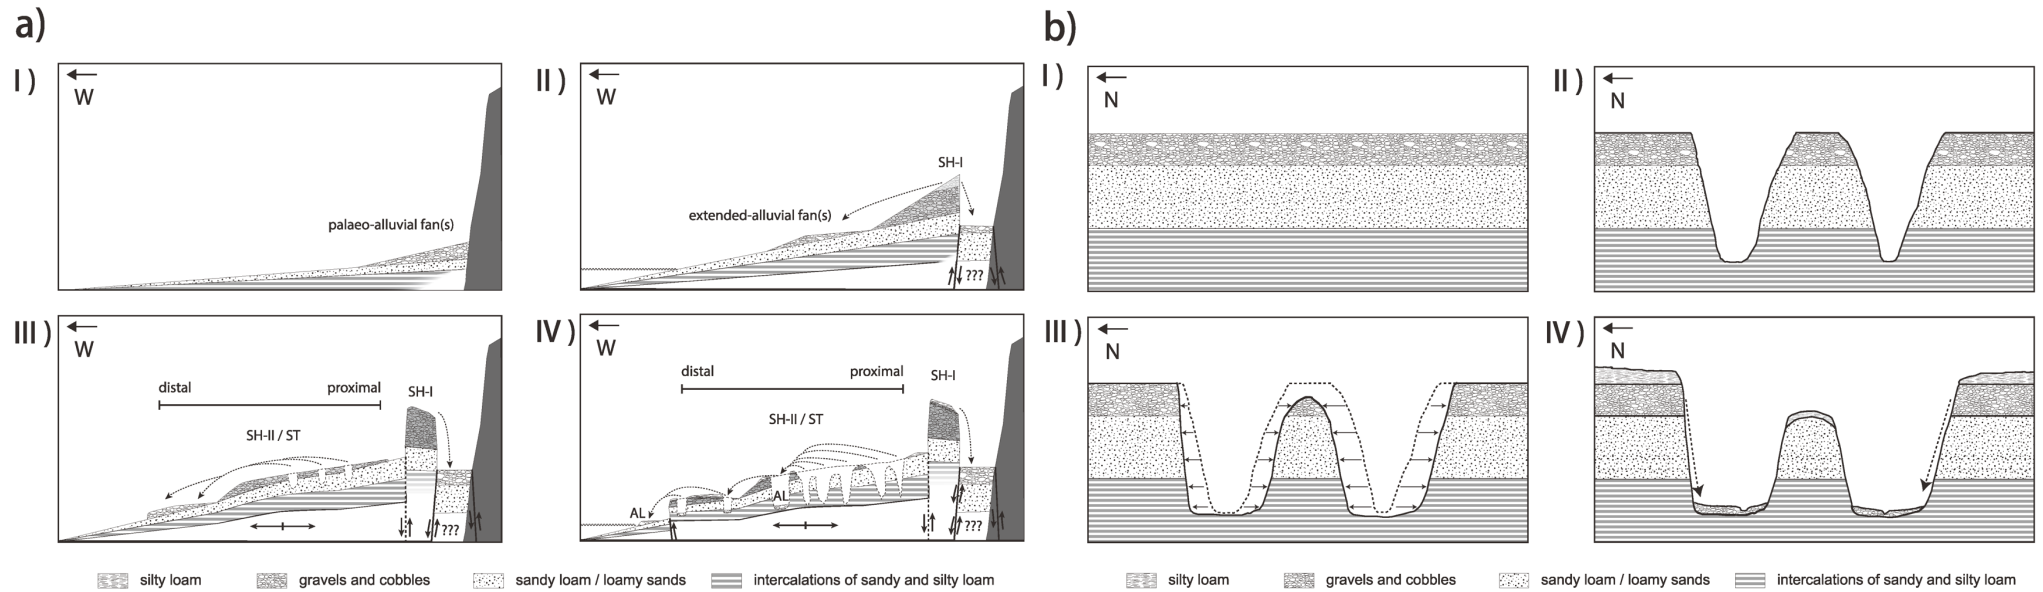 a)
I )
W
palaeo-alluvial fan(s)
II )
W
SH-I
extended-alluvial fan(s)
???
III )
W
distal
proximal
SH-I
SH-II / ST
???
IV )
W
distal
proximal
SH-I
SH-II / ST
AL
AL
???
silty loam
gravels and cobbles
sandy loam / loamy sands
intercalations of sandy and silty loam
b)
I )
N
II )
N
III )
N
IV )
N
silty loam
gravels and cobbles
sandy loam / loamy sands
intercalations of sandy and silty loam